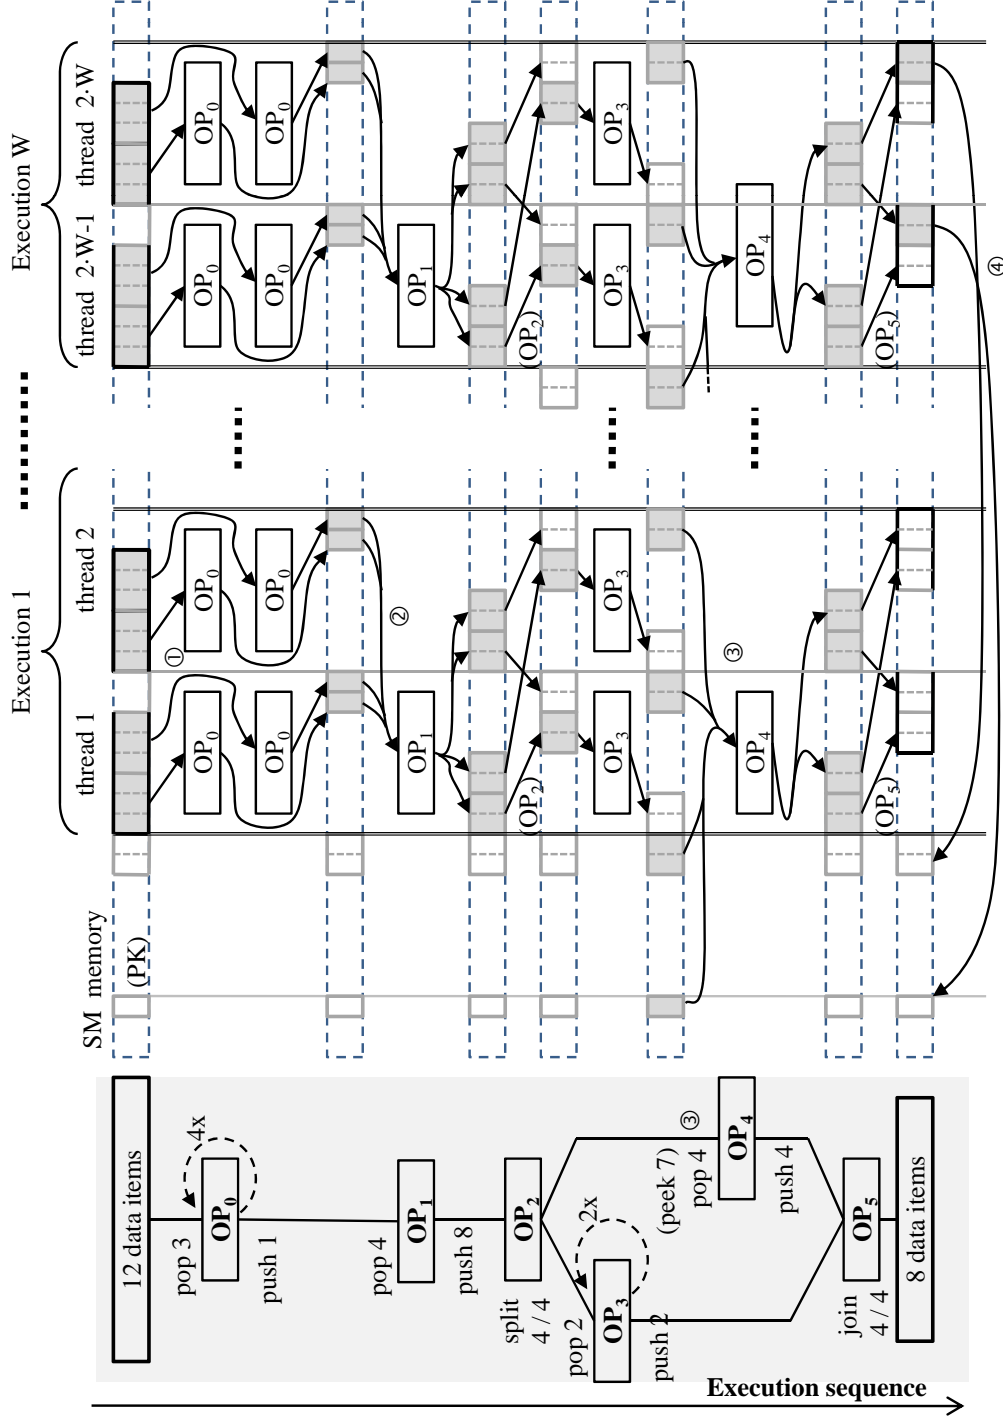 Execution 1
Execution W
thread 1
thread 2
thread 2·W-1
thread 2·W
SM memory
(PK)
12 data items
pop 3
4x
OP0
push 1
①
OP0
OP0
OP0
OP0
OP0
OP0
OP0
OP0
②
pop 4
OP1
push 8
OP1
OP1
split
4 / 4
OP2
(OP2)
(OP2)
pop 2
2x
OP3
push 2
OP3
OP3
OP3
OP3
(peek 7)
pop 4
③
OP4
push 4
③
OP4
OP4
join
4 / 4
OP5
(OP5)
(OP5)
8 data items
④
Execution sequence